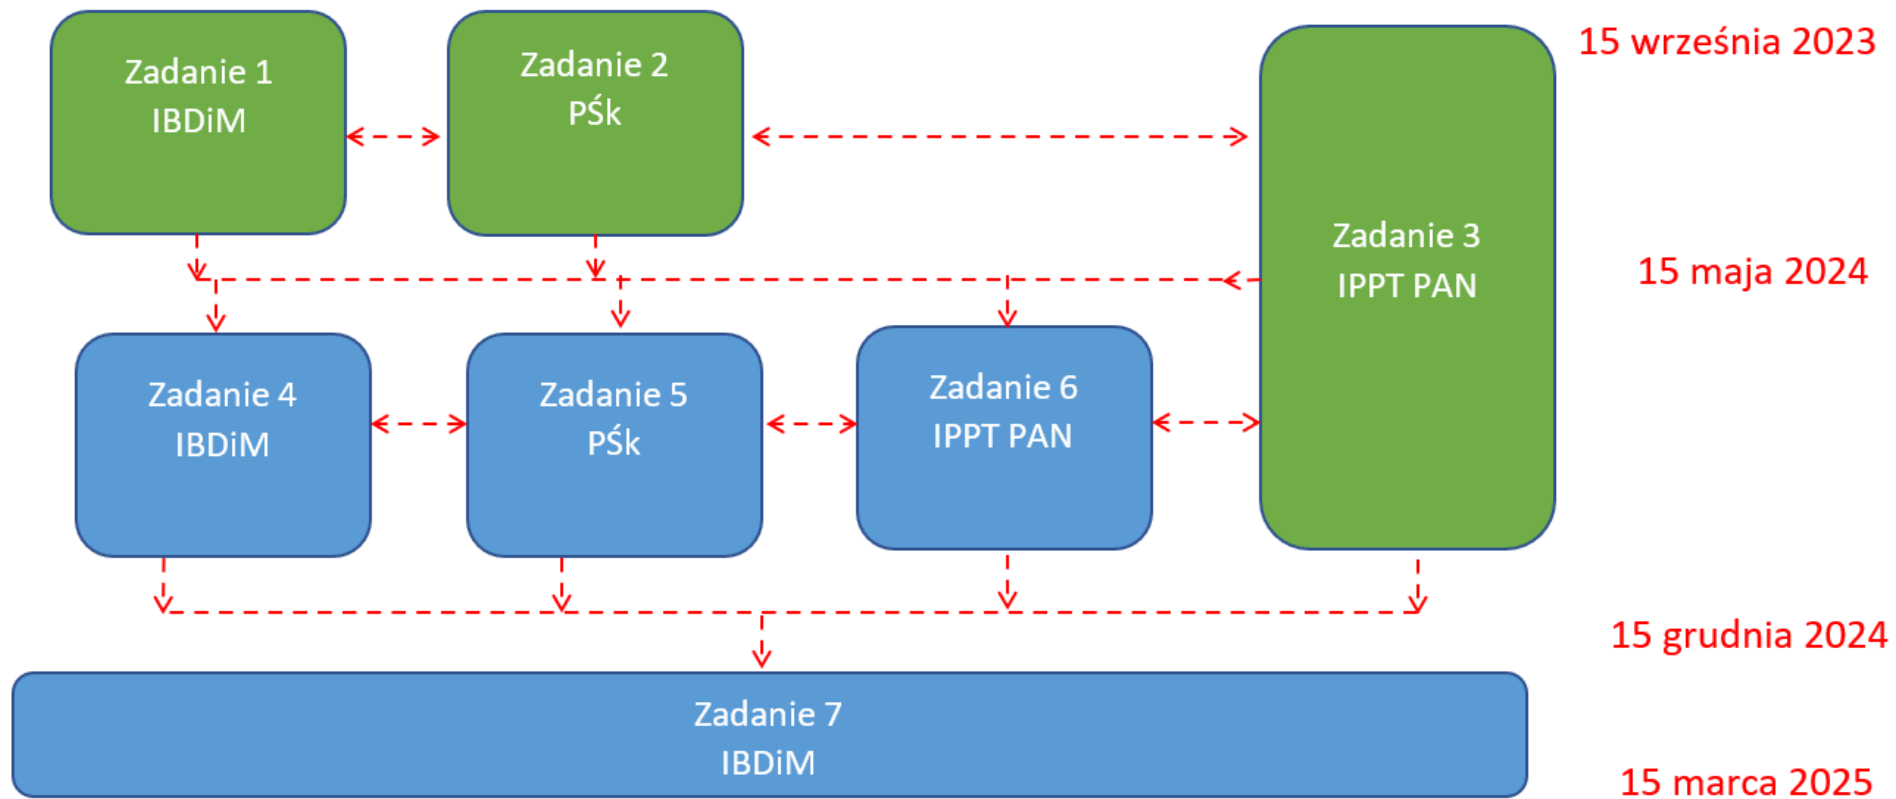 Zadanie 1
IBDiM
Zadanie 2
PŚk
15 września 2023
Zadanie 3
IPPT PAN
15 maja 2024
Zadanie 4
IBDiM
Zadanie 5
PŚk
Zadanie 6
IPPT PAN
15 grudnia 2024
Zadanie 7
IBDiM
15 marca 2025